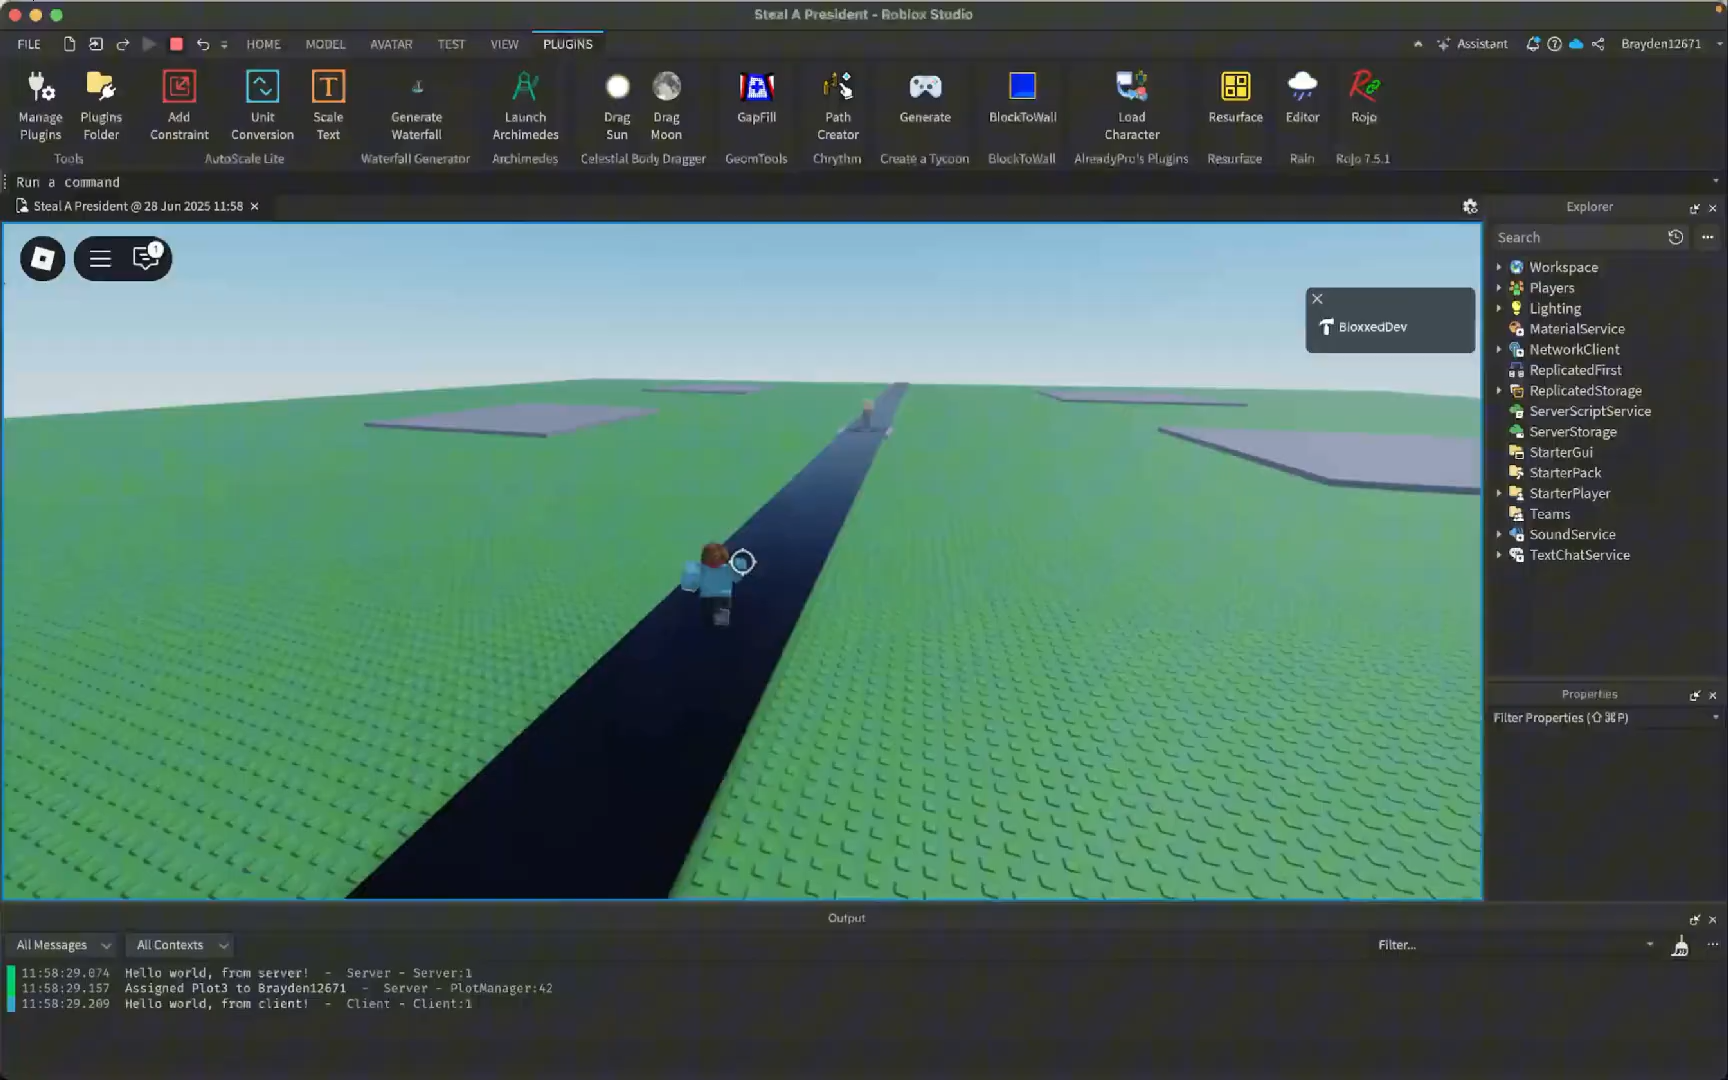 Steal A President - Roblox Studio
FILE HOME MODEL AVATAR TEST VIEW PLUGINS Assistant Brayden12671
Manage Plugins
Plugins Folder
Add Constraint
Unit Conversion
Scale Text
Generate Waterfall
Launch Archimedes
Drag Sun
Drag Moon
GapFill
Path Creator
Generate
BlockToWall
Load Character
Resurface
Editor
Rojo
Tools AutoScale Lite Waterfall Generator Archimedes Celestial Body Dragger GeomTools Chrythm Create a Tycoon BlockToWall AlreadyPro's Plugins Resurface Rain Rojo 7.5.1
Run a command
Steal A President @ 28 Jun 2025 11:58
1
BloxxedDev
Explorer
Search
Workspace
Players
Lighting
MaterialService
NetworkClient
ReplicatedFirst
ReplicatedStorage
ServerScriptService
ServerStorage
StarterGui
StarterPack
StarterPlayer
Teams
SoundService
TextChatService
Properties
Filter Properties (⇧⌘P)
Output
All Messages All Contexts Filter...
11:58:29.074 Hello world, from server! - Server - Server:1
11:58:29.157 Assigned Plot3 to Brayden12671 - Server - PlotManager:42
11:58:29.209 Hello world, from client! - Client - Client:1